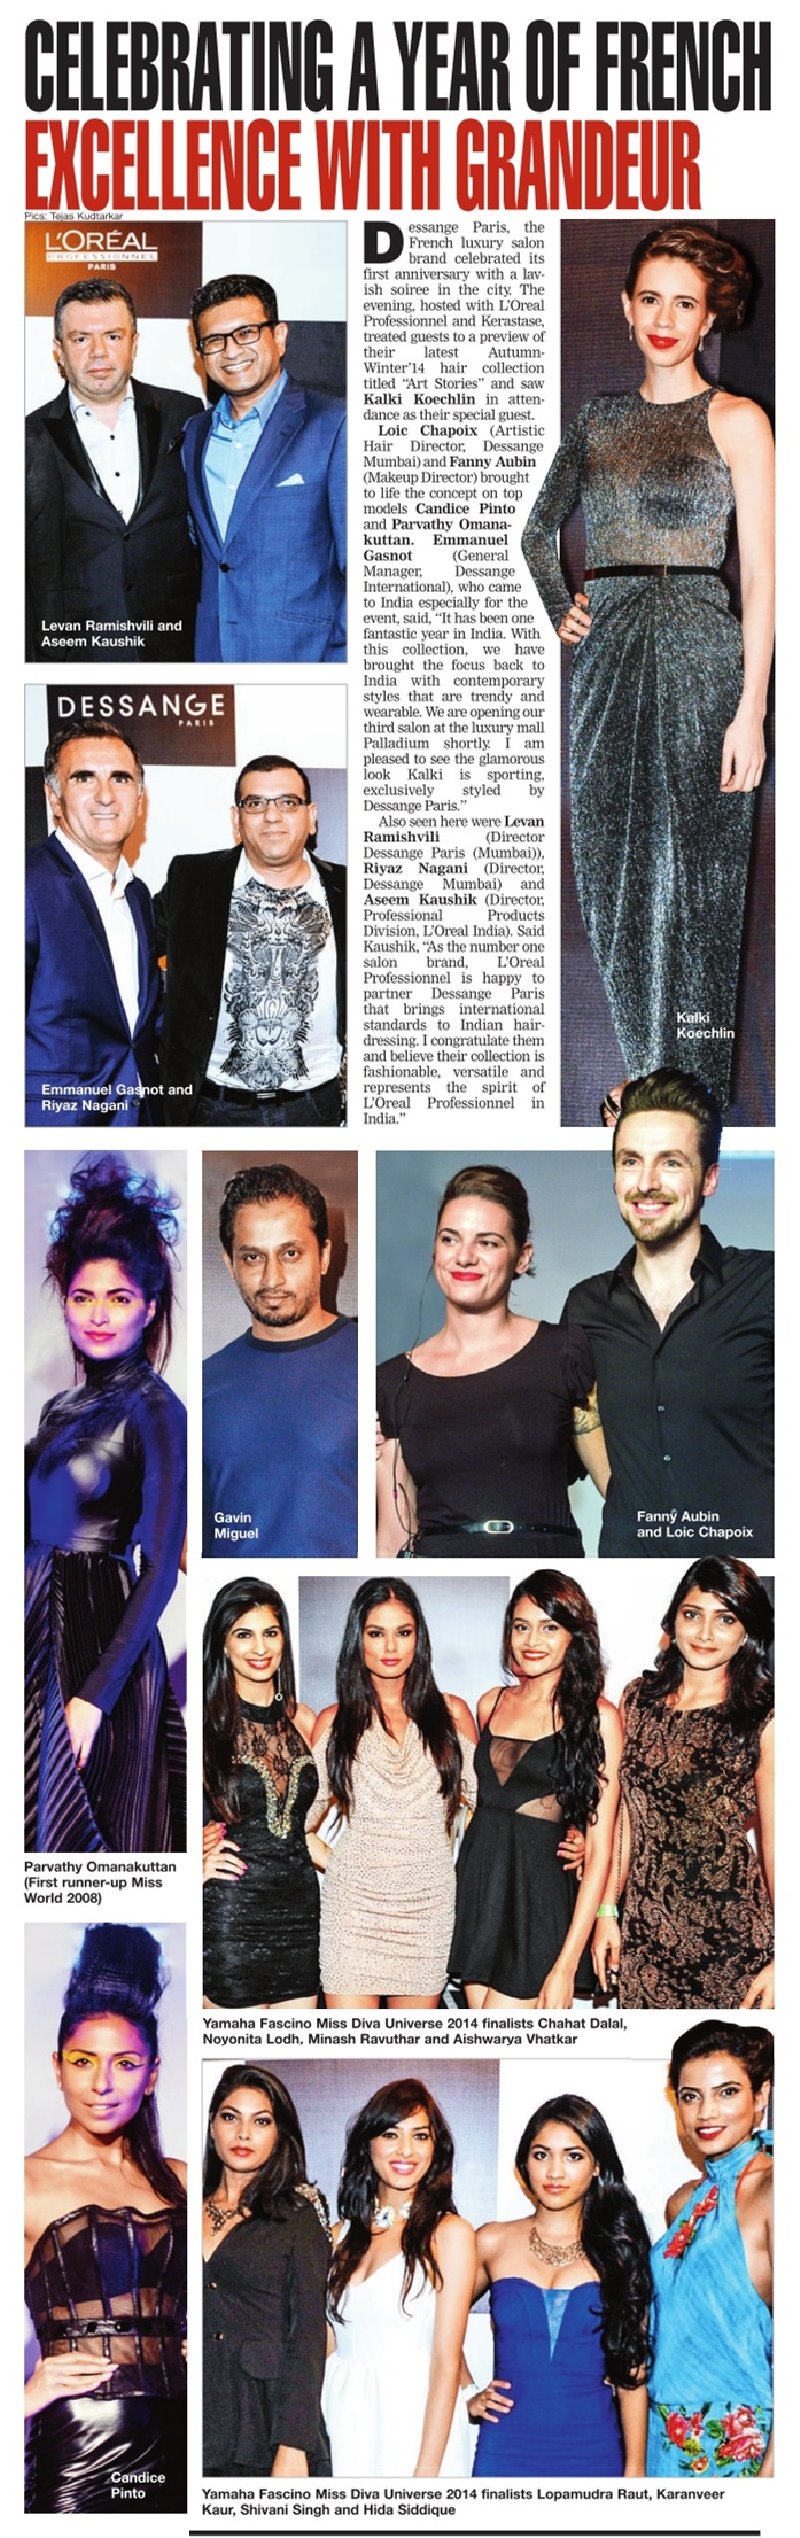 CELEBRATING A YEAR OF FRENCH
EXCELLENCE WITH GRANDEUR
Pics: Tejas Kudtarkar
L'ORÉAL
PROFESSIONNEL
PARIS
Levan Ramishvili and
Aseem Kaushik
DESSANGE
PARIS
Emmanuel Gasnot and
Riyaz Nagani
Dessange Paris, the
French luxury salon
brand celebrated its
first anniversary with a lav-
ish soiree in the city. The
evening, hosted with L'Oreal
Professionnel and Kerastase,
treated guests to a preview of
their latest Autumn-
Winter'14 hair collection
titled "Art Stories" and saw
Kalki Koechlin in atten-
dance as their special guest.
Loic Chapoix (Artistic
Hair Director, Dessange
Mumbai) and Fanny Aubin
(Makeup Director) brought
to life the concept on top
models Candice Pinto
and Parvathy Omana-
kuttan. Emmanuel
Gasnot (General
Manager, Dessange
International), who came
to India especially for the
event, said, "It has been one
fantastic year in India. With
this collection, we have
brought the focus back to
India with contemporary
styles that are trendy and
wearable. We are opening our
third salon at the luxury mall
Palladium shortly. I am
pleased to see the glamorous
look Kalki is sporting,
exclusively styled by
Dessange Paris."
Also seen here were Levan
Ramishvili (Director
Dessange Paris (Mumbai)),
Riyaz Nagani (Director,
Dessange Mumbai) and
Aseem Kaushik (Director,
Professional Products
Division, L'Oreal India). Said
Kaushik, "As the number one
salon brand, L'Oreal
Professionnel is happy to
partner Dessange Paris
that brings international
standards to Indian hair-
dressing. I congratulate them
and believe their collection is
fashionable, versatile and
represents the spirit of
L'Oreal Professionnel in
India."
Kalki
Koechlin
Gavin
Miguel
Fanny Aubin
and Loic Chapoix
Parvathy Omanakuttan
(First runner-up Miss
World 2008)
Yamaha Fascino Miss Diva Universe 2014 finalists Chahat Dalal,
Noyonita Lodh, Minash Ravuthar and Aishwarya Vhatkar
Candice
Pinto
Yamaha Fascino Miss Diva Universe 2014 finalists Lopamudra Raut, Karanveer
Kaur, Shivani Singh and Hida Siddique